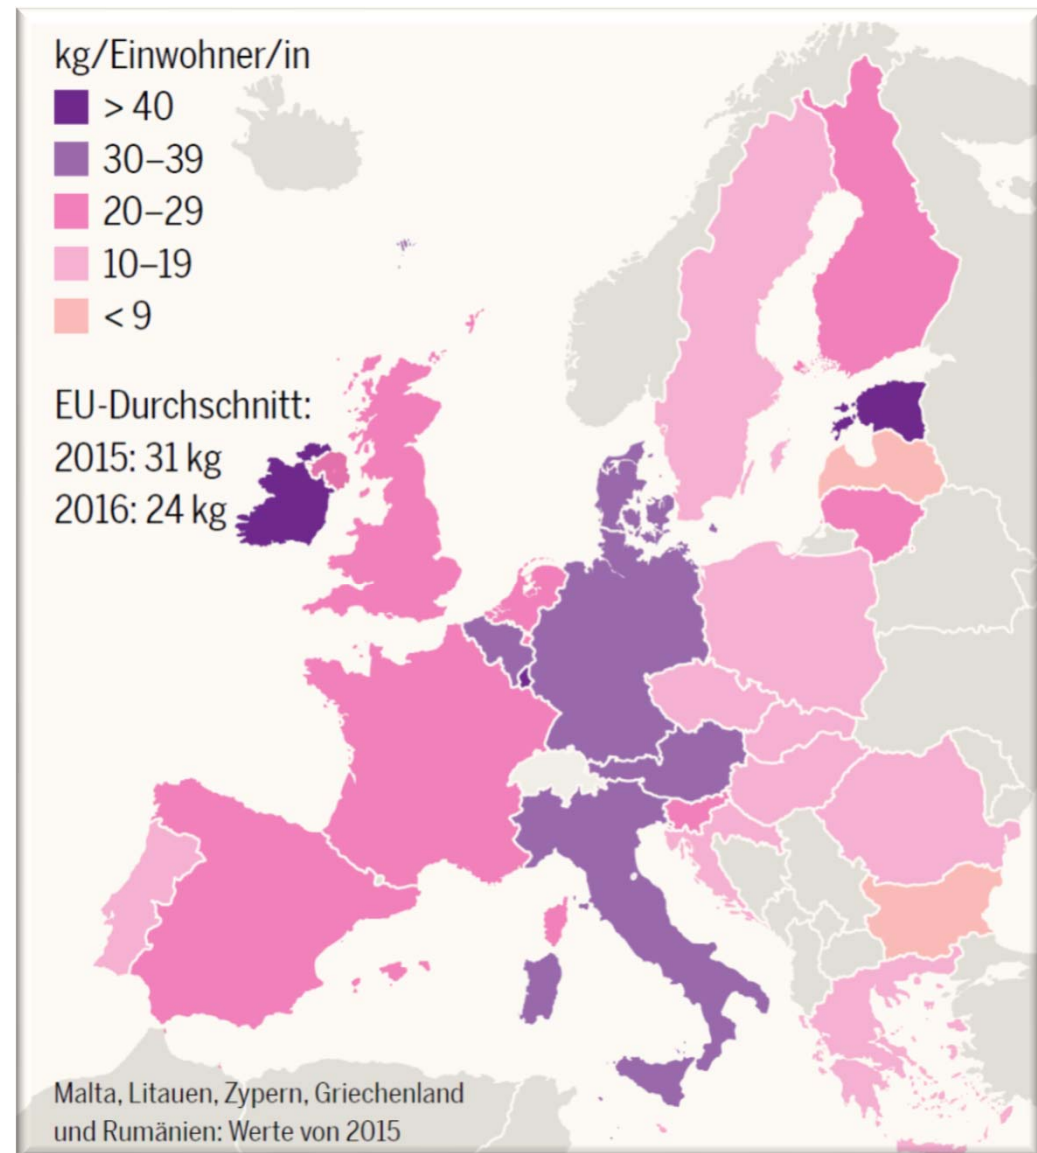 kg/Einwohner/in
> 40
30–39
20–29
10–19
< 9
EU-Durchschnitt:
2015: 31 kg
2016: 24 kg
Malta, Litauen, Zypern, Griechenland
und Rumänien: Werte von 2015